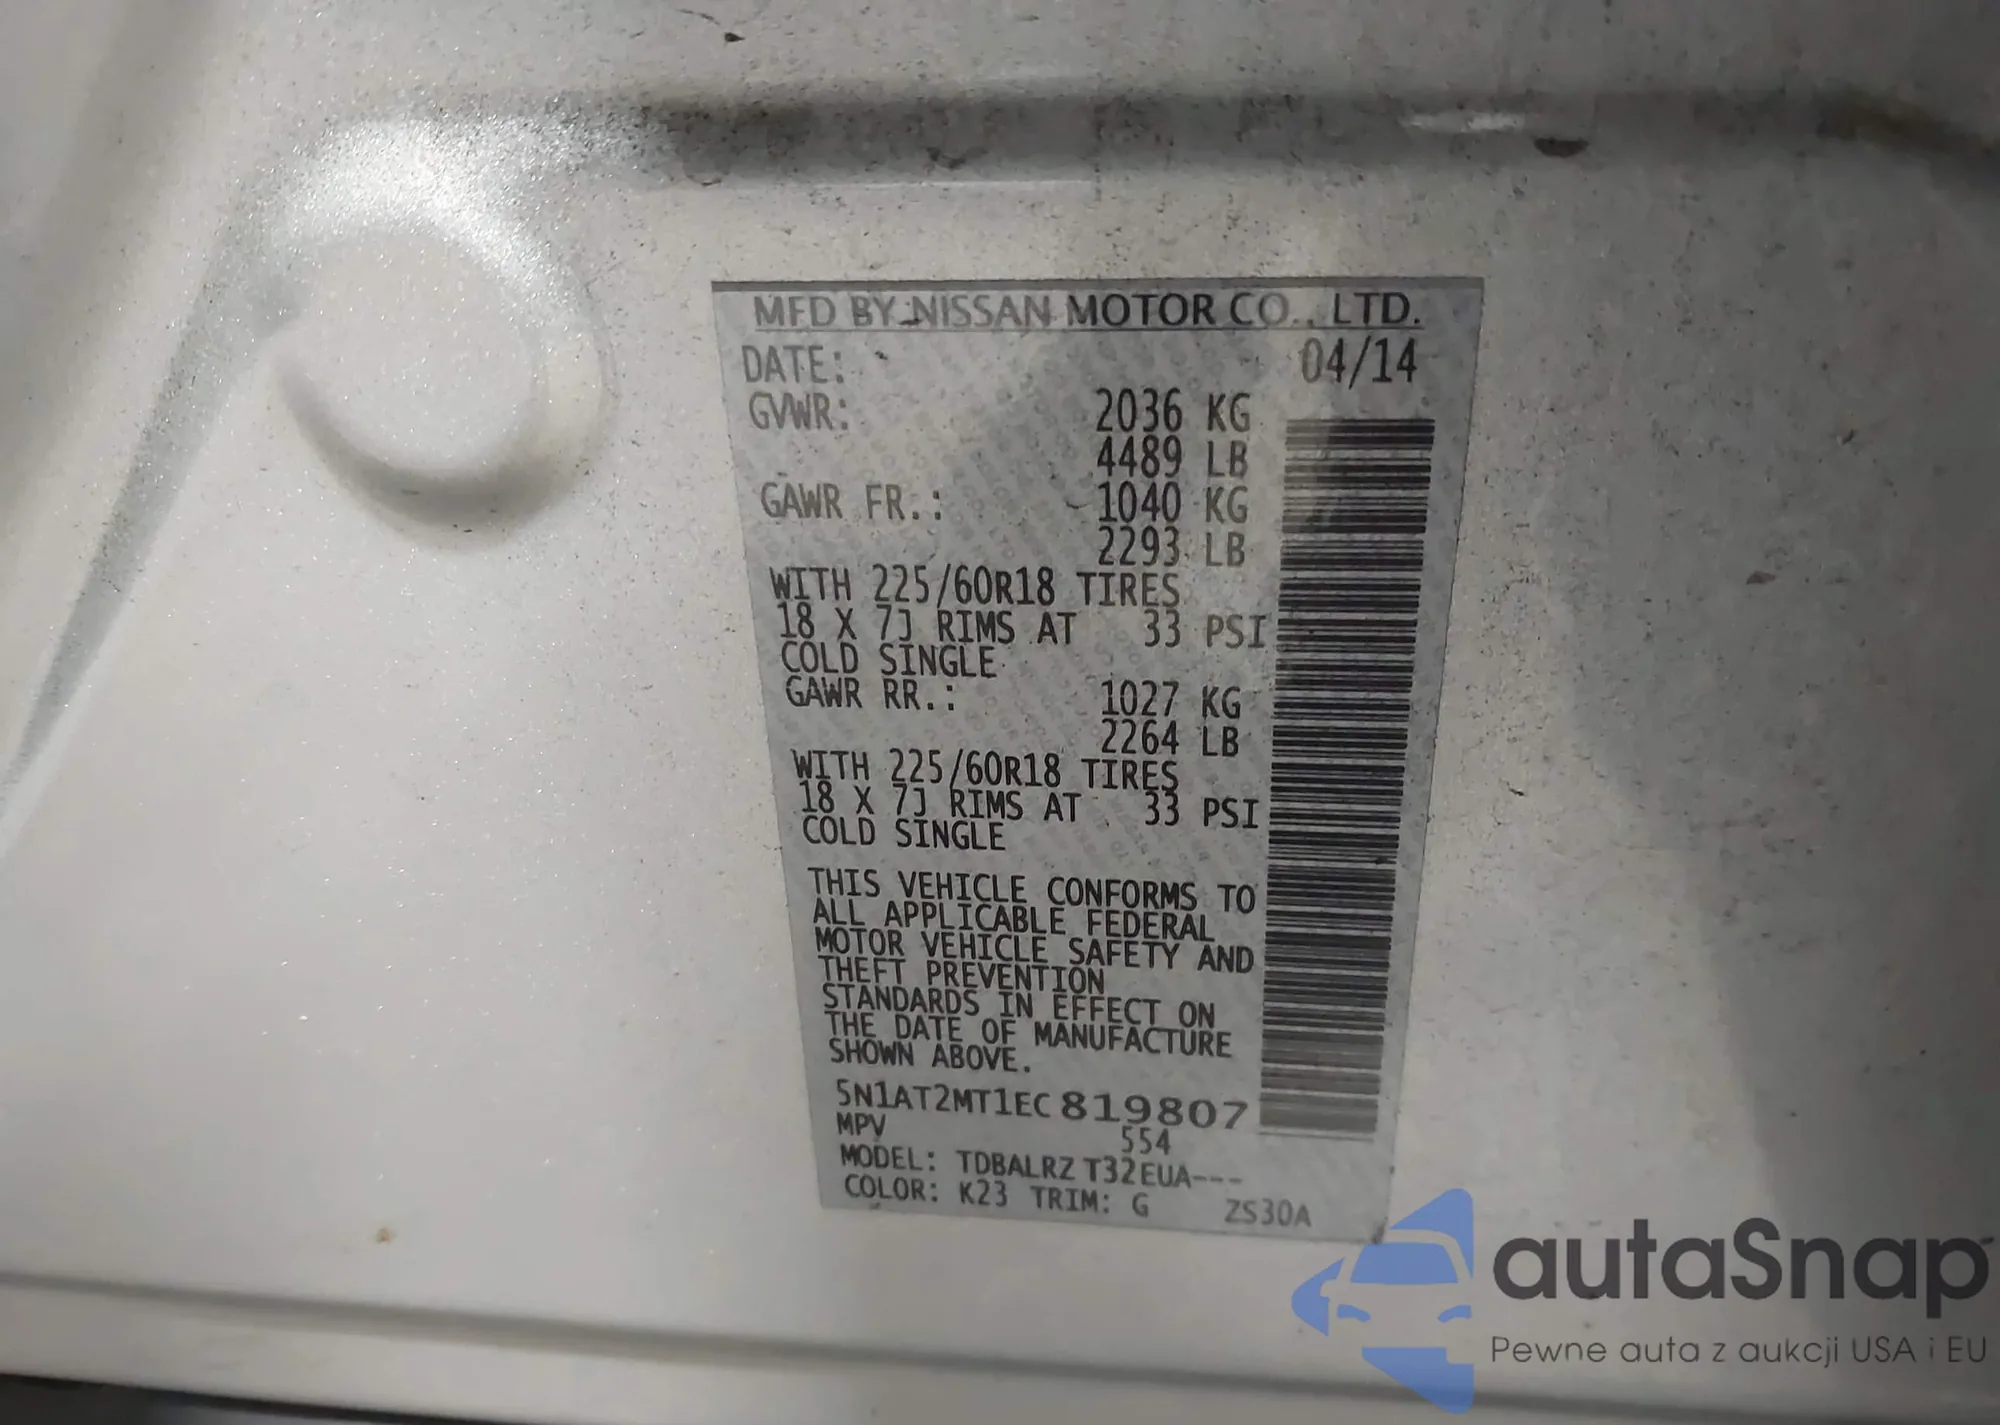 MFD BY NISSAN MOTOR CO., LTD.
DATE: 04/14
GVWR: 2036 KG
4489 LB
GAWR FR.: 1040 KG
2293 LB
WITH 225/60R18 TIRES
18 X 7J RIMS AT 33 PSI
COLD SINGLE
GAWR RR.: 1027 KG
2264 LB
WITH 225/60R18 TIRES
18 X 7J RIMS AT 33 PSI
COLD SINGLE
THIS VEHICLE CONFORMS TO
ALL APPLICABLE FEDERAL
MOTOR VEHICLE SAFETY AND
THEFT PREVENTION
STANDARDS IN EFFECT ON
THE DATE OF MANUFACTURE
SHOWN ABOVE.
5N1AT2MT1EC819807
MPV 554
MODEL: TDBALRZ T32EUA---
COLOR: K23 TRIM: G ZS30A
autaSnap
Pewne auta z aukcji USA i EU